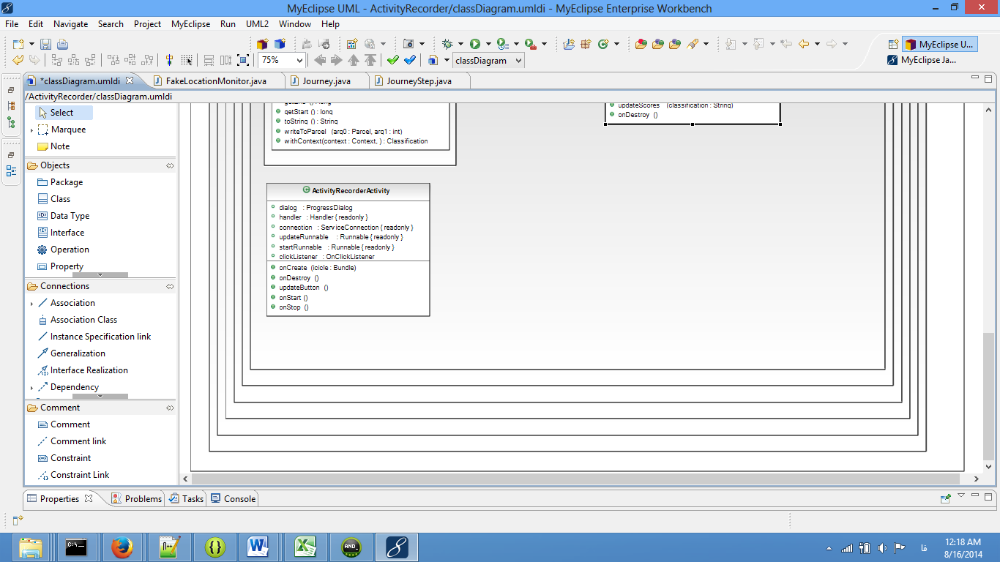 MyEclipse UML - ActivityRecorder/classDiagram.umldi - MyEclipse Enterprise Workbench
File Edit Navigate Search Project MyEclipse Run UML2 Window Help
MyEclipse U...
75% classDiagram
MyEclipse Ja...
*classDiagram.umldi FakeLocationMonitor.java Journey.java JourneyStep.java
/ActivityRecorder/classDiagram.umldi
Select
Marquee
Note
Objects
Package
Class
Data Type
Interface
Operation
Property
Connections
Association
Association Class
Instance Specification link
Generalization
Interface Realization
Dependency
Comment
Comment
Comment link
Constraint
Constraint Link
getStart () : long
toString () : String
writeToParcel (arg0 : Parcel, arg1 : int)
withContext(context : Context, ) : Classification
updateScores (classification : String)
onDestroy ()
ActivityRecorderActivity
dialog : ProgressDialog
handler : Handler { readonly }
connection : ServiceConnection { readonly }
updateRunnable : Runnable { readonly }
startRunnable : Runnable { readonly }
clickListener : OnClickListener
onCreate (icicle : Bundle)
onDestroy ()
updateButton ()
onStart ()
onStop ()
Properties Problems Tasks Console
C:\
N++
{}
W
X
AND_
فا
12:18 AM
8/16/2014